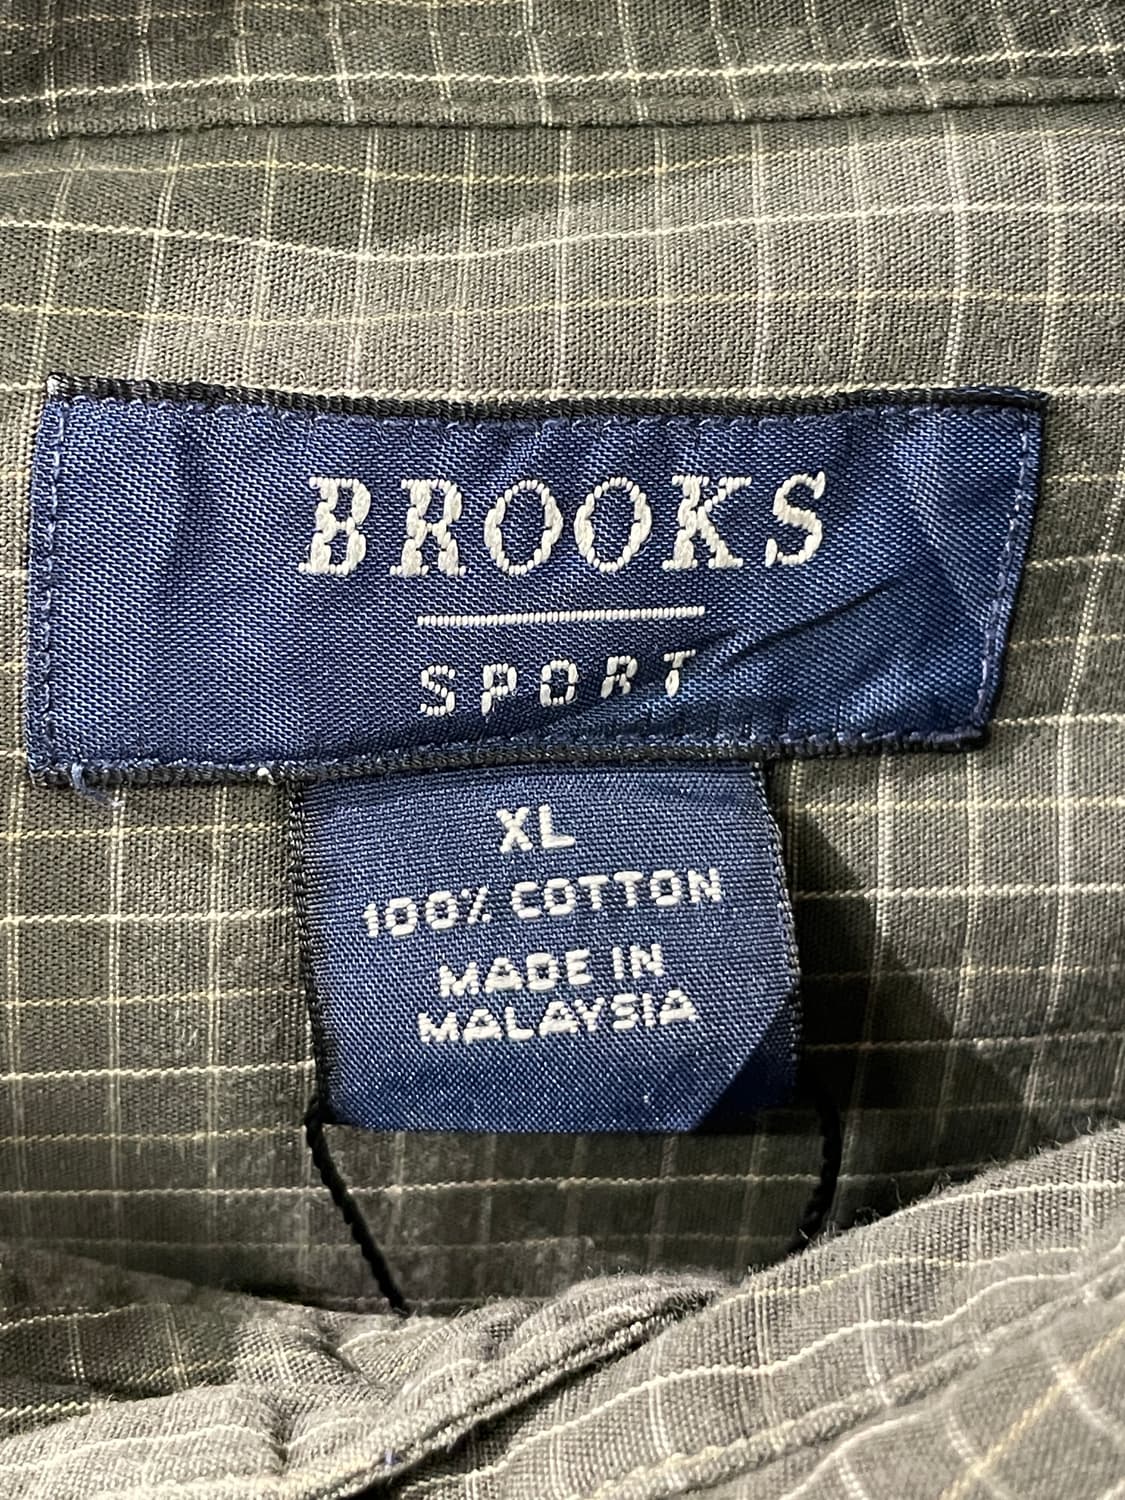 BROOKS
SPORT
XL
100% COTTON
MADE IN
MALAYSIA